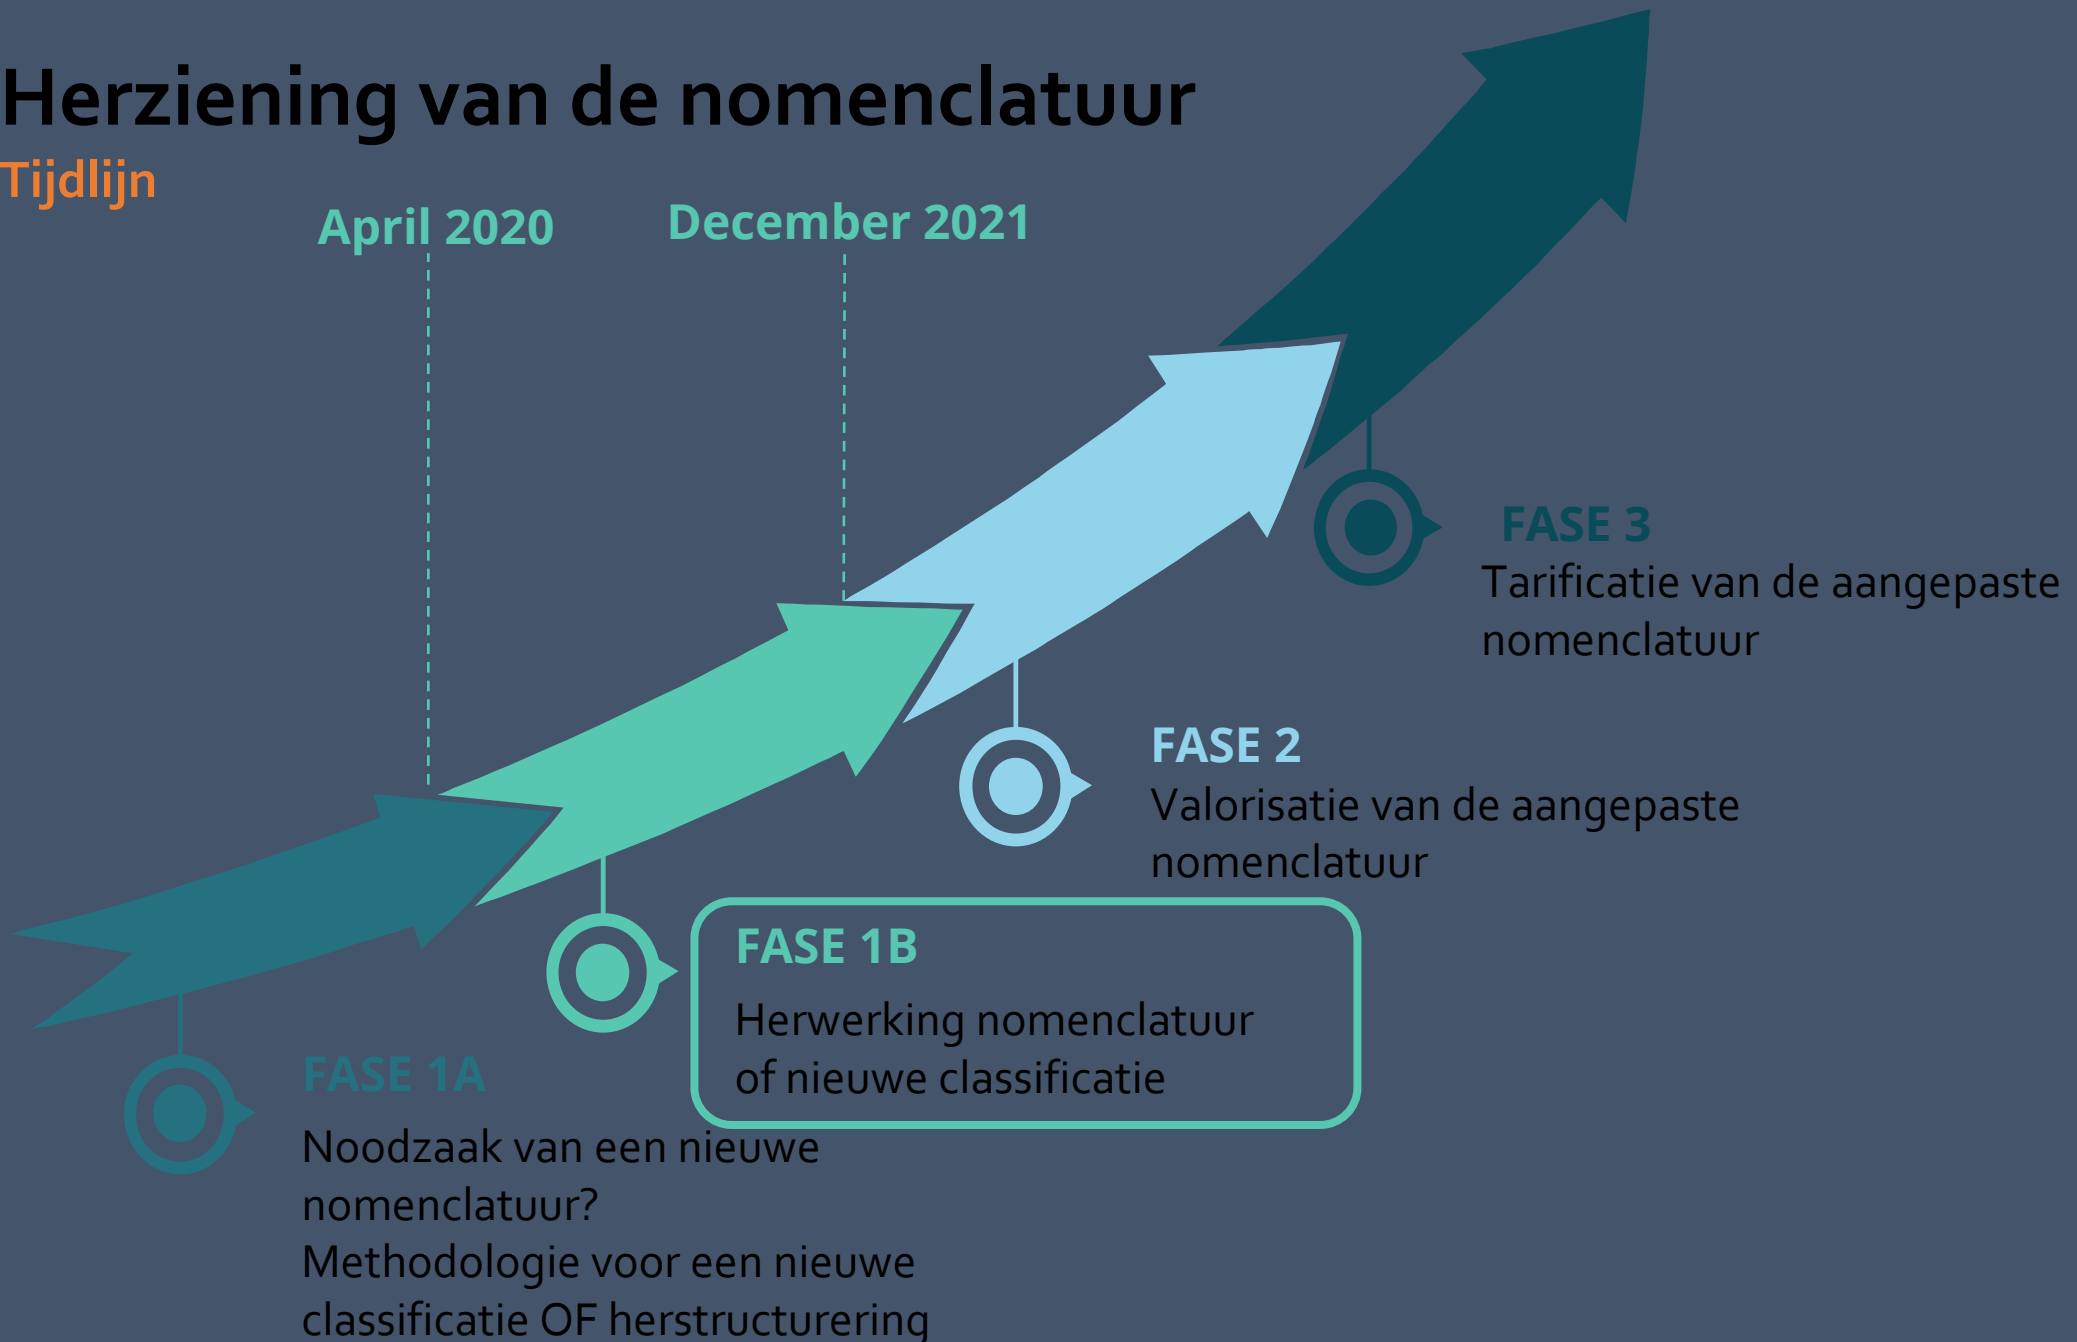 Herziening van de nomenclatuur
Tijdlijn
April 2020
December 2021
FASE 3
Tarificatie van de aangepaste
nomenclatuur
FASE 2
Valorisatie van de aangepaste
nomenclatuur
FASE 1B
Herwerking nomenclatuur
of nieuwe classificatie
FASE 1A
Noodzaak van een nieuwe
nomenclatuur?
Methodologie voor een nieuwe
classificatie OF herstructurering